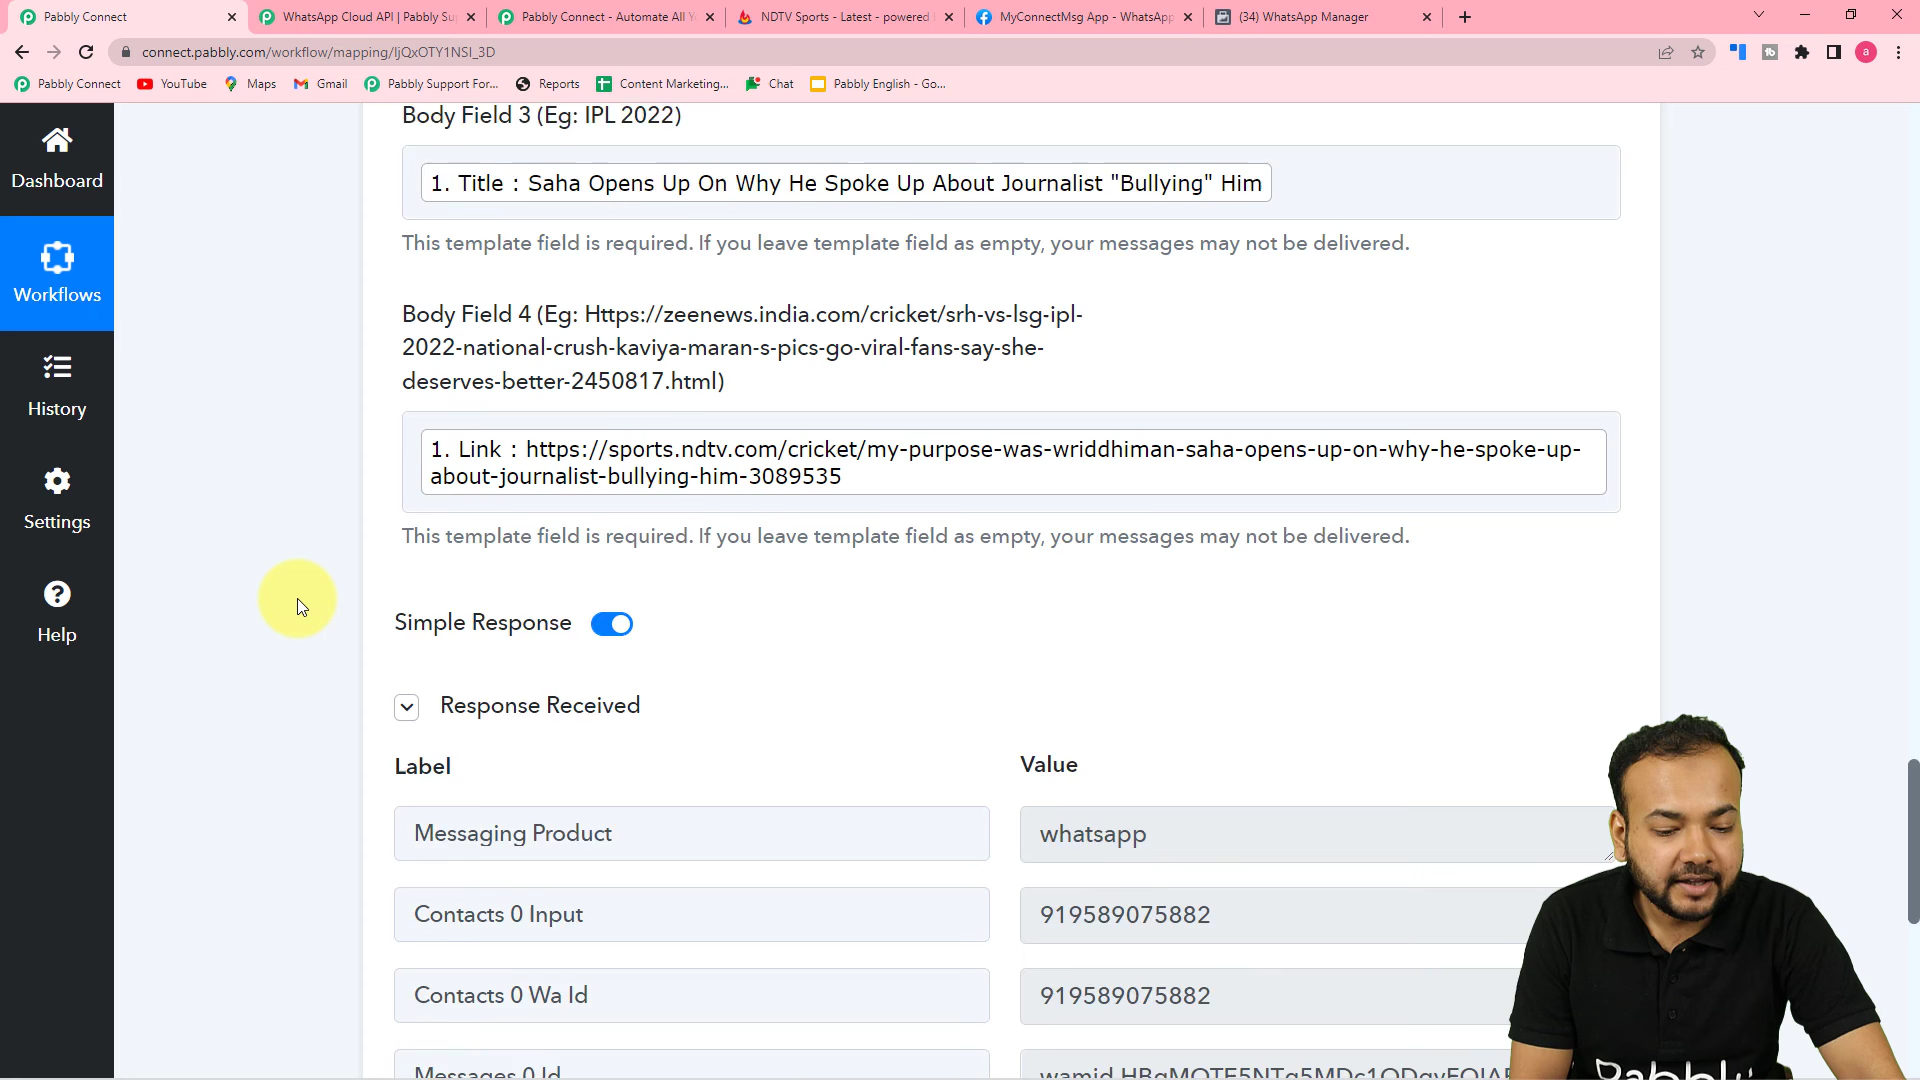 Pabbly Connect
WhatsApp Cloud API | Pabbly Su
Pabbly Connect - Automate All Y
NDTV Sports - Latest - powered
MyConnectMsg App - WhatsApp
(34) WhatsApp Manager
connect.pabbly.com/workflow/mapping/IjQxOTY1NSI_3D
a
Pabbly Connect
YouTube
Maps
Gmail
Pabbly Support For...
Reports
Content Marketing...
Chat
Pabbly English - Go...
Dashboard
Workflows
History
Settings
Help
Body Field 3 (Eg: IPL 2022)
1. Title : Saha Opens Up On Why He Spoke Up About Journalist "Bullying" Him
This template field is required. If you leave template field as empty, your messages may not be delivered.
Body Field 4 (Eg: Https://zeenews.india.com/cricket/srh-vs-lsg-ipl-
2022-national-crush-kaviya-maran-s-pics-go-viral-fans-say-she-
deserves-better-2450817.html)
1. Link : https://sports.ndtv.com/cricket/my-purpose-was-wriddhiman-saha-opens-up-on-why-he-spoke-up-
about-journalist-bullying-him-3089535
This template field is required. If you leave template field as empty, your messages may not be delivered.
Simple Response
Response Received
Label
Value
Messaging Product
whatsapp
Contacts 0 Input
919589075882
Contacts 0 Wa Id
919589075882
Messages 0 Id
Pabbly